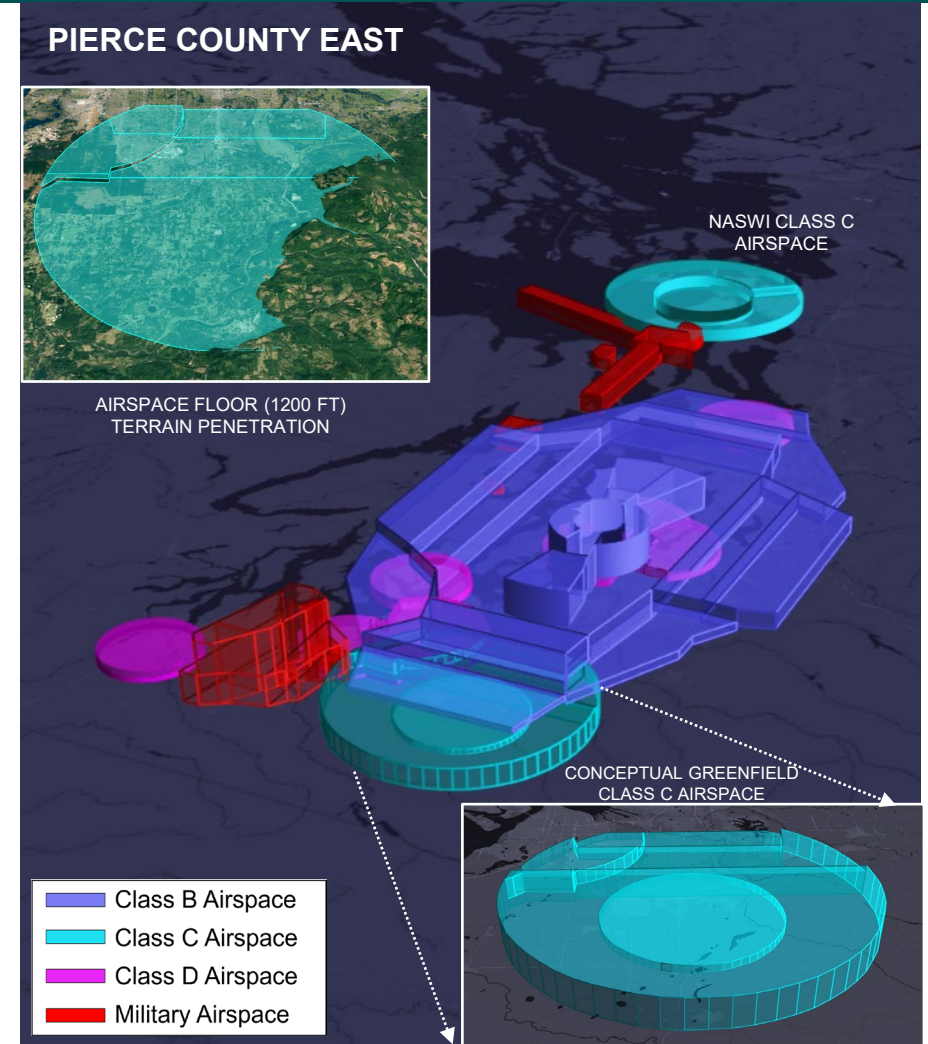 PIERCE COUNTY EAST
NASWI CLASS C
AIRSPACE
AIRSPACE FLOOR (1200 FT)
TERRAIN PENETRATION
CONCEPTUAL GREENFIELD
CLASS C AIRSPACE
Class B Airspace
Class C Airspace
Class D Airspace
Military Airspace